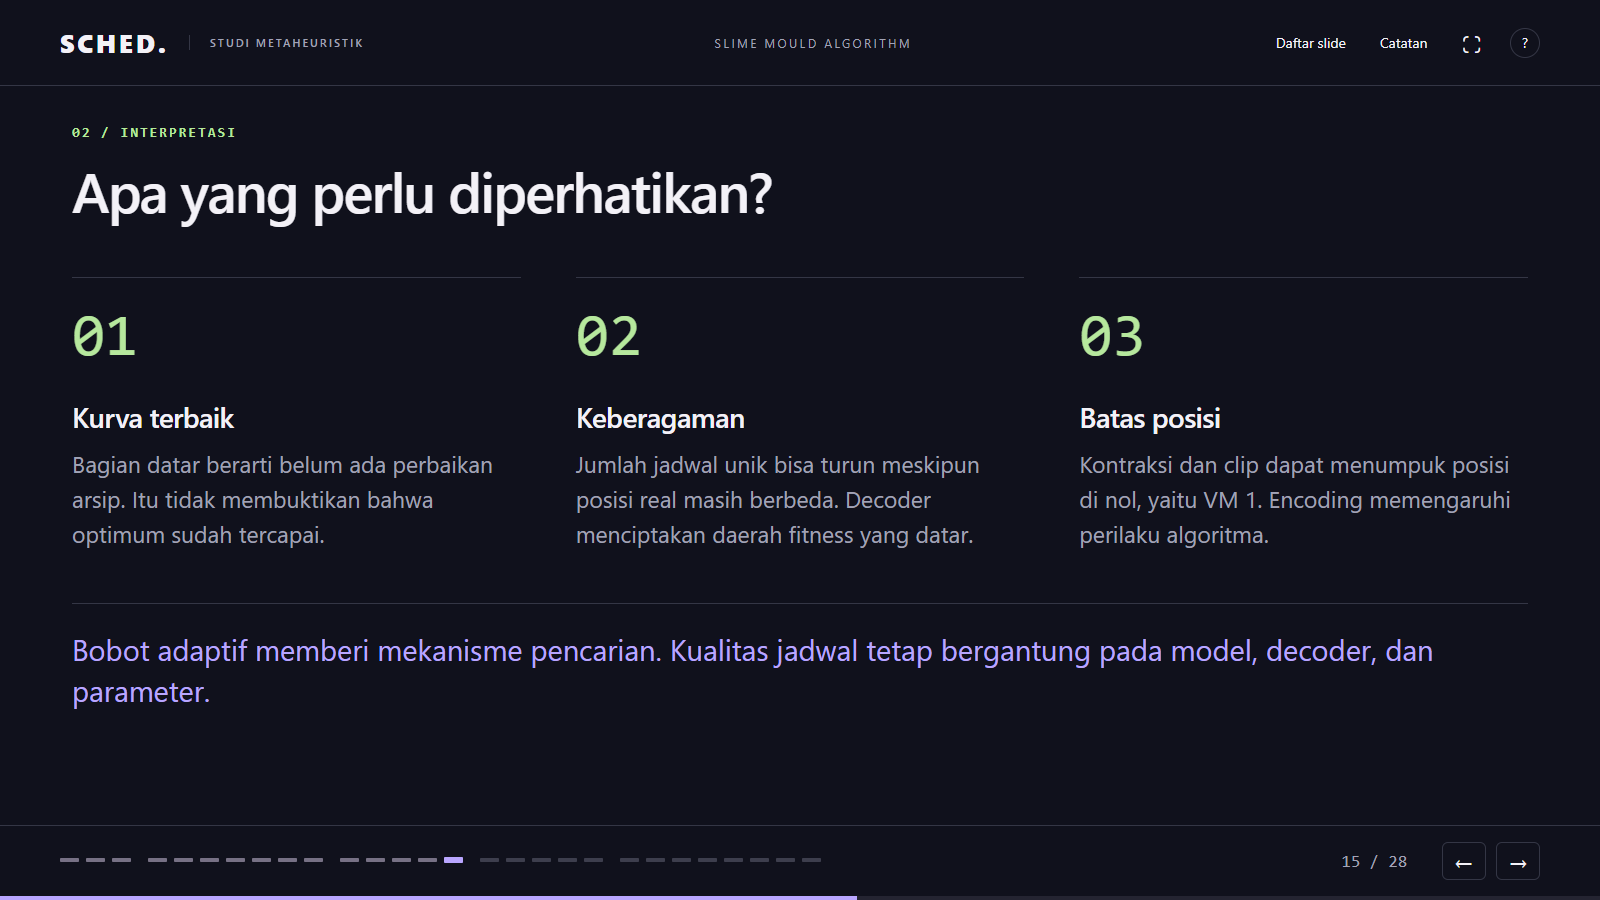 SCHED.
STUDI METAHEURISTIK
SLIME MOULD ALGORITHM
Daftar slide
Catatan
?
02 / INTERPRETASI
Apa yang perlu diperhatikan?
01
Kurva terbaik
Bagian datar berarti belum ada perbaikan
arsip. Itu tidak membuktikan bahwa
optimum sudah tercapai.
02
Keberagaman
Jumlah jadwal unik bisa turun meskipun
posisi real masih berbeda. Decoder
menciptakan daerah fitness yang datar.
03
Batas posisi
Kontraksi dan clip dapat menumpuk posisi
di nol, yaitu VM 1. Encoding memengaruhi
perilaku algoritma.
Bobot adaptif memberi mekanisme pencarian. Kualitas jadwal tetap bergantung pada model, decoder, dan
parameter.
15 / 28
← →